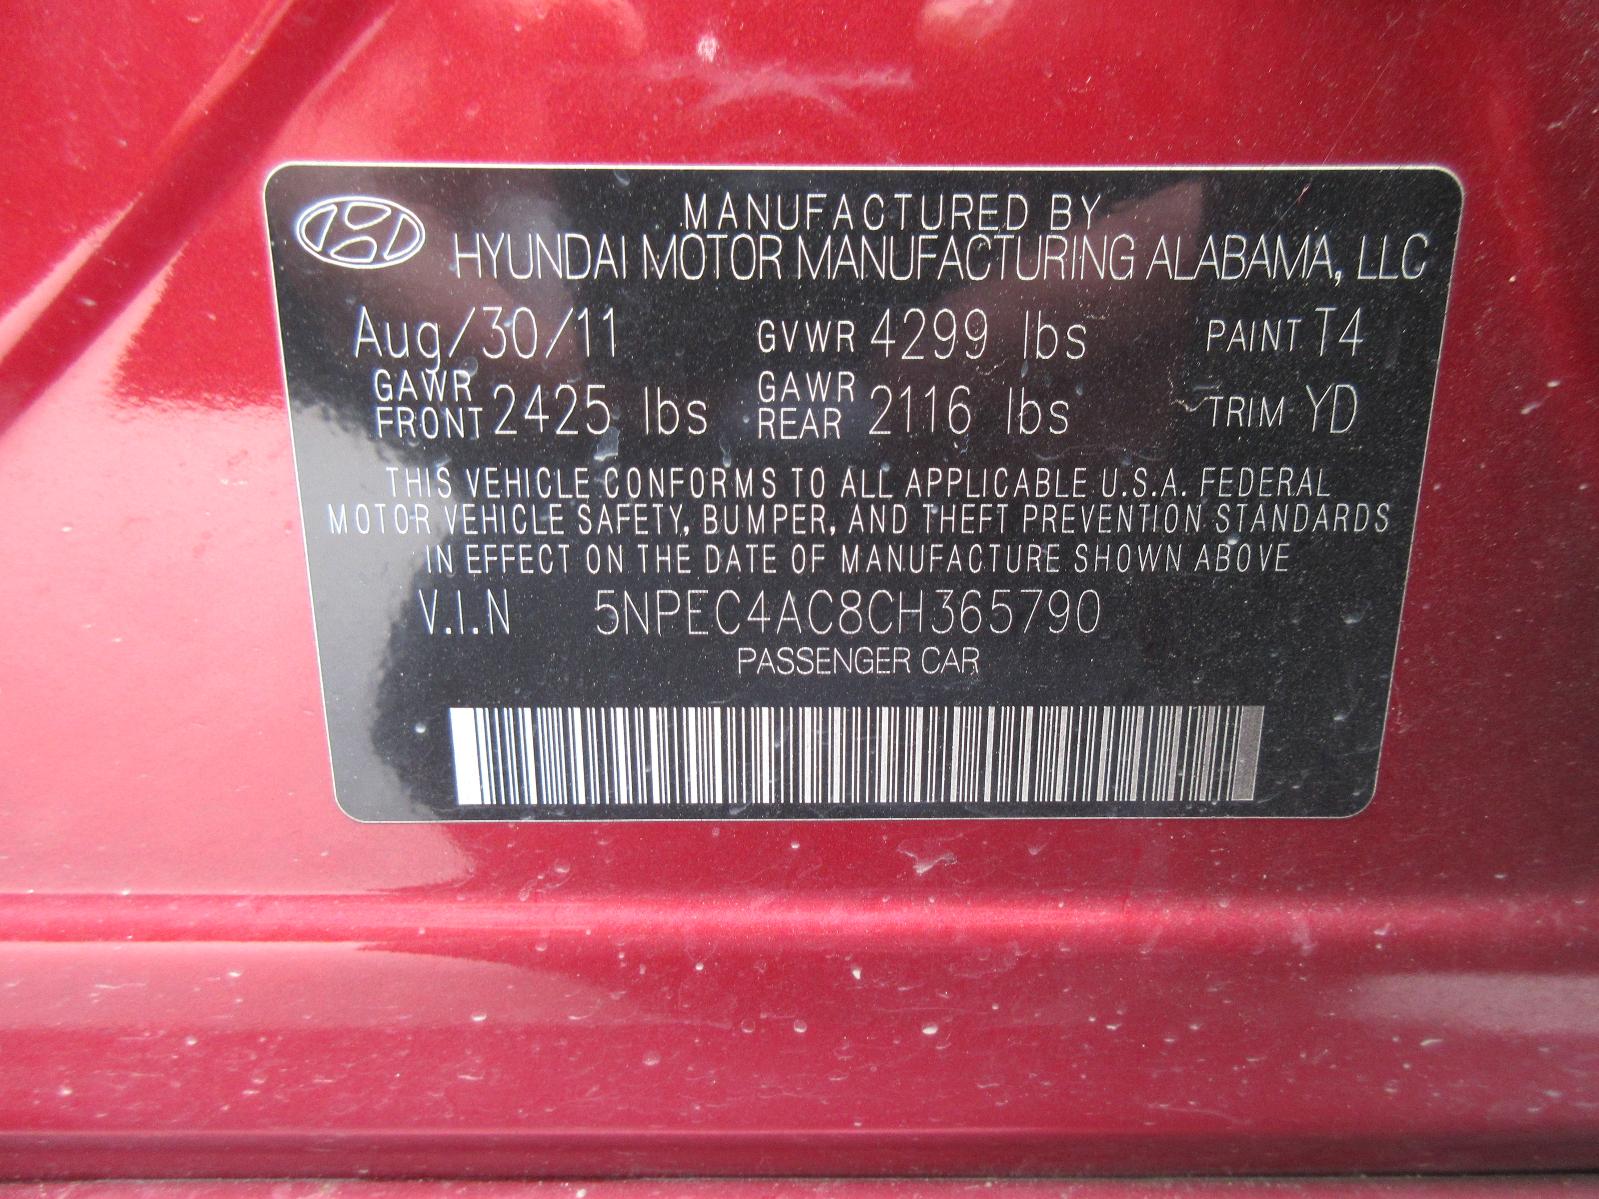 MANUFACTURED BY
HYUNDAI MOTOR MANUFACTURING ALABAMA, LLC
Aug/30/11 GVWR 4299 lbs PAINT T4
GAWR FRONT 2425 lbs GAWR REAR 2116 lbs TRIM YD
THIS VEHICLE CONFORMS TO ALL APPLICABLE U.S.A. FEDERAL
MOTOR VEHICLE SAFETY, BUMPER, AND THEFT PREVENTION STANDARDS
IN EFFECT ON THE DATE OF MANUFACTURE SHOWN ABOVE
V.I.N 5NPEC4AC8CH365790
PASSENGER CAR